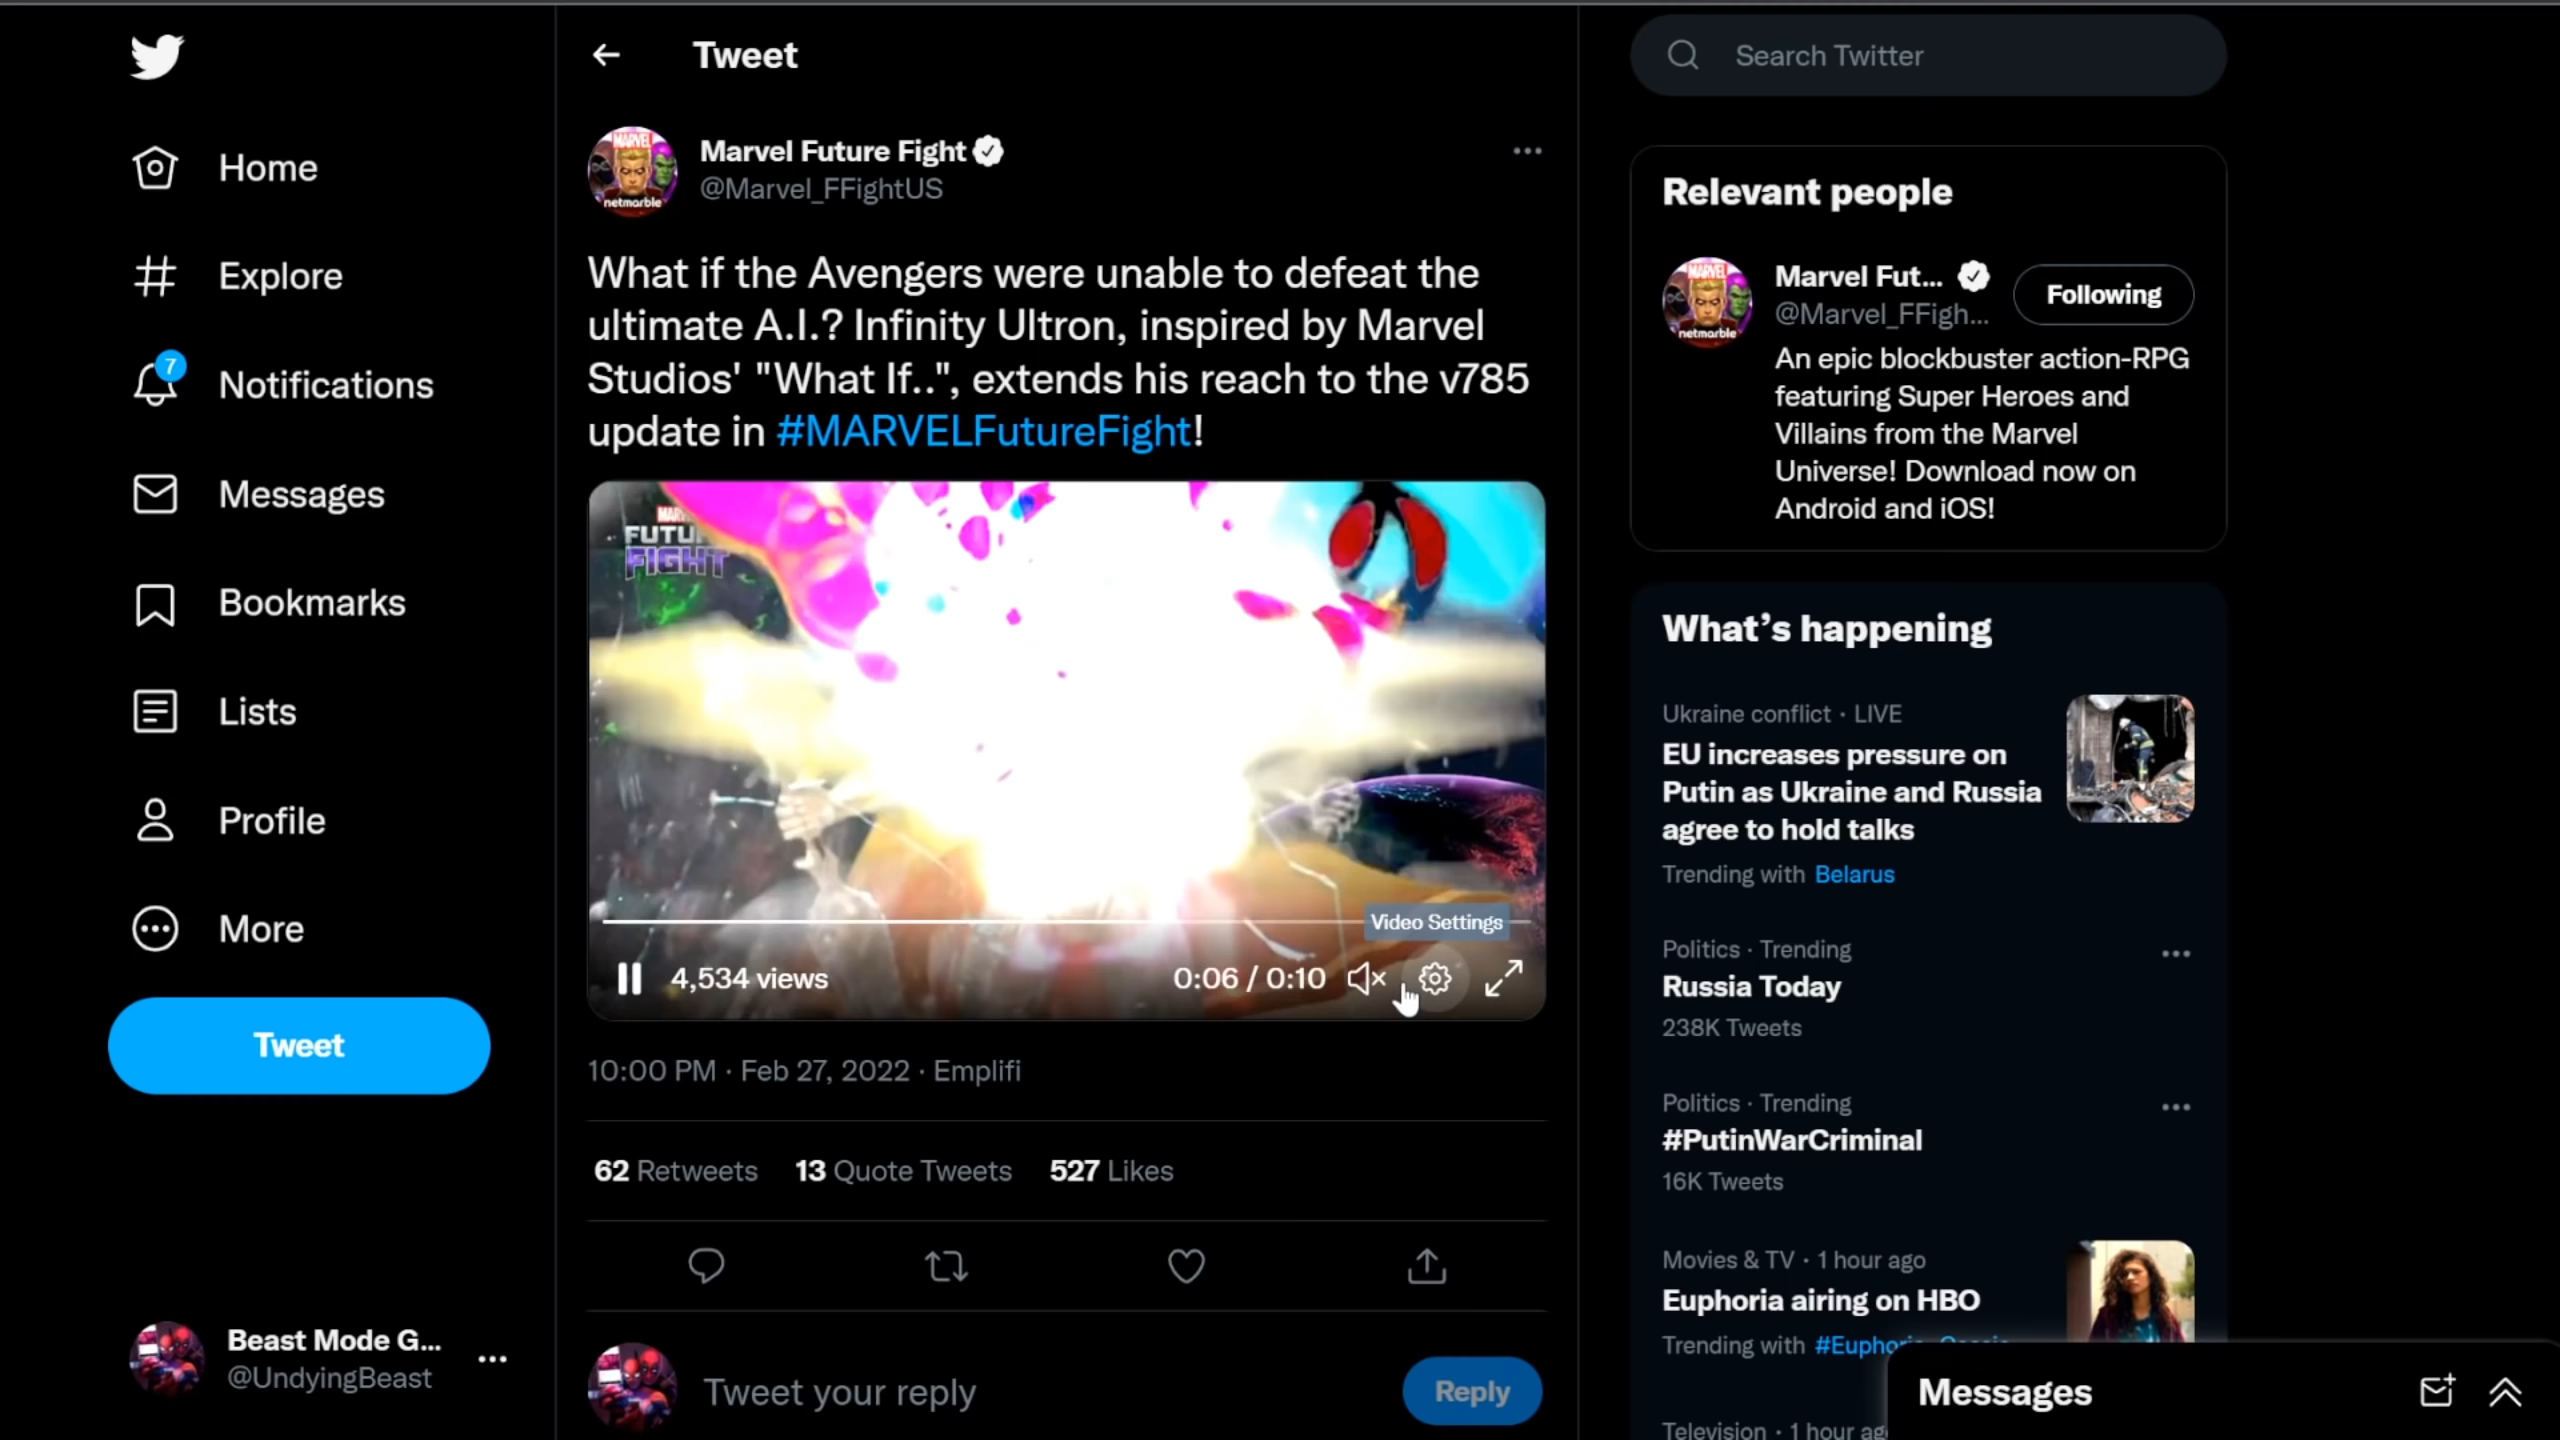 Home
Explore
7
Notifications
Messages
Bookmarks
Lists
Profile
More
Tweet
Beast Mode G...
@UndyingBeast
Tweet
MARVEL
netmarble
Marvel Future Fight
@Marvel_FFightUS
What if the Avengers were unable to defeat the
ultimate A.I.? Infinity Ultron, inspired by Marvel
Studios' "What If..", extends his reach to the v785
update in #MARVELFutureFight!
FIGHT
Video Settings
4,534 views
0:06 / 0:10
10:00 PM · Feb 27, 2022 · Emplifi
62 Retweets 13 Quote Tweets 527 Likes
Tweet your reply
Reply
Search Twitter
Relevant people
MARVEL
netmarble
Marvel Fut...
@Marvel_FFigh...
Following
An epic blockbuster action-RPG
featuring Super Heroes and
Villains from the Marvel
Universe! Download now on
Android and iOS!
What's happening
Ukraine conflict · LIVE
EU increases pressure on
Putin as Ukraine and Russia
agree to hold talks
Trending with Belarus
Politics · Trending
Russia Today
238K Tweets
Politics · Trending
#PutinWarCriminal
16K Tweets
Movies & TV · 1 hour ago
Euphoria airing on HBO
Trending with
Television · 1 hour
Messages